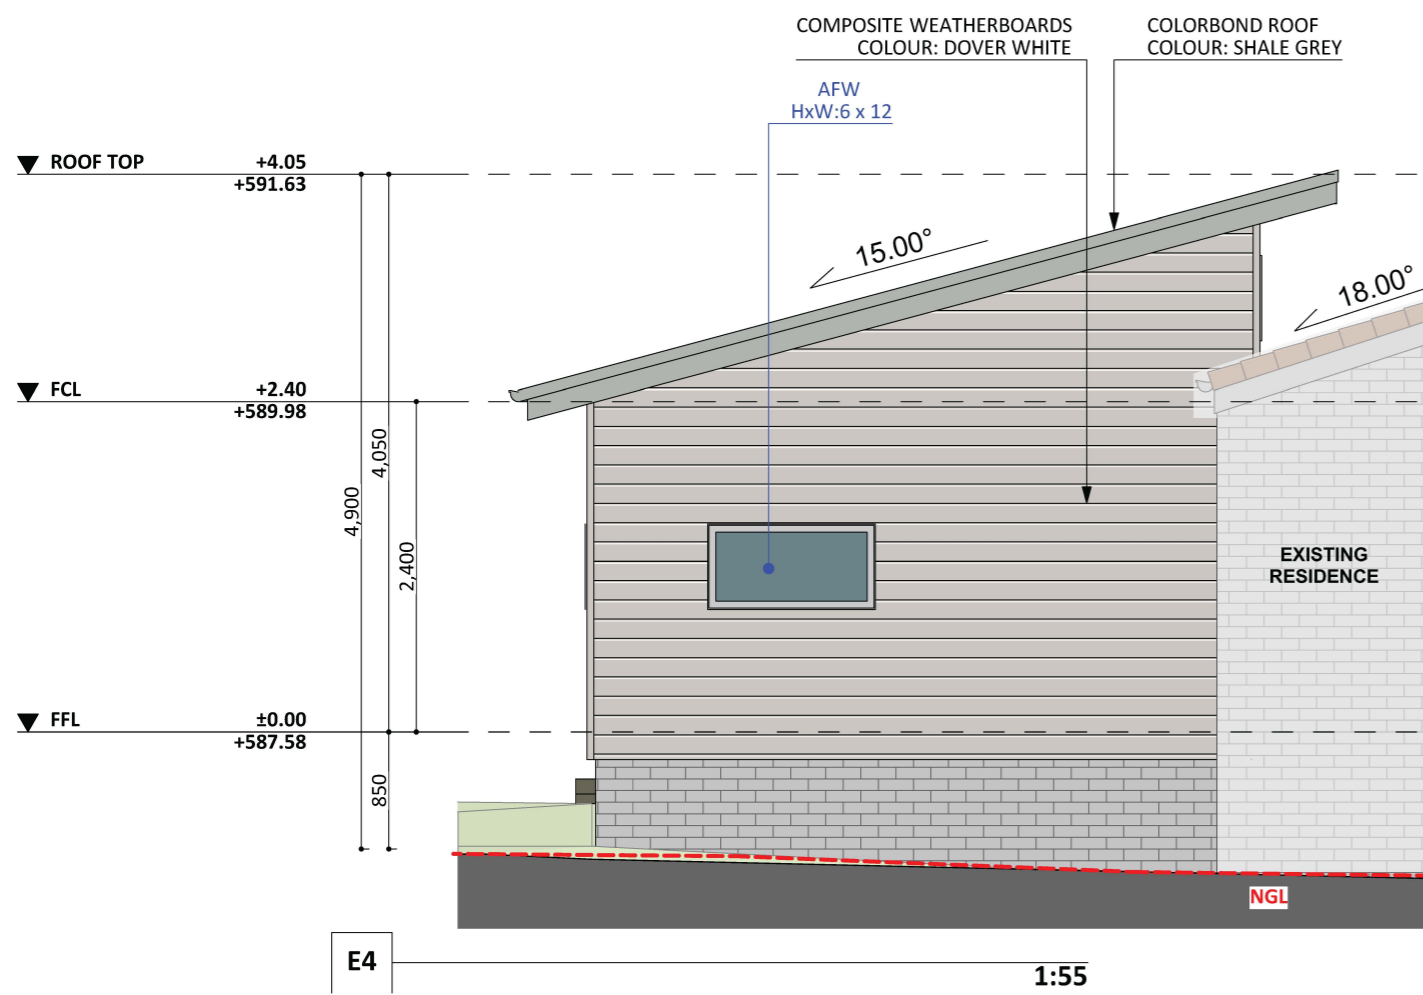 COMPOSITE WEATHERBOARDS
COLOUR: DOVER WHITE
COLORBOND ROOF
COLOUR: SHALE GREY
AFW
HxW:6 x 12
ROOF TOP
+4.05
+591.63
15.00°
18.00°
FCL
+2.40
+589.98
4,050
4,900
2,400
EXISTING
RESIDENCE
FFL
±0.00
+587.58
850
NGL
E4
1:55